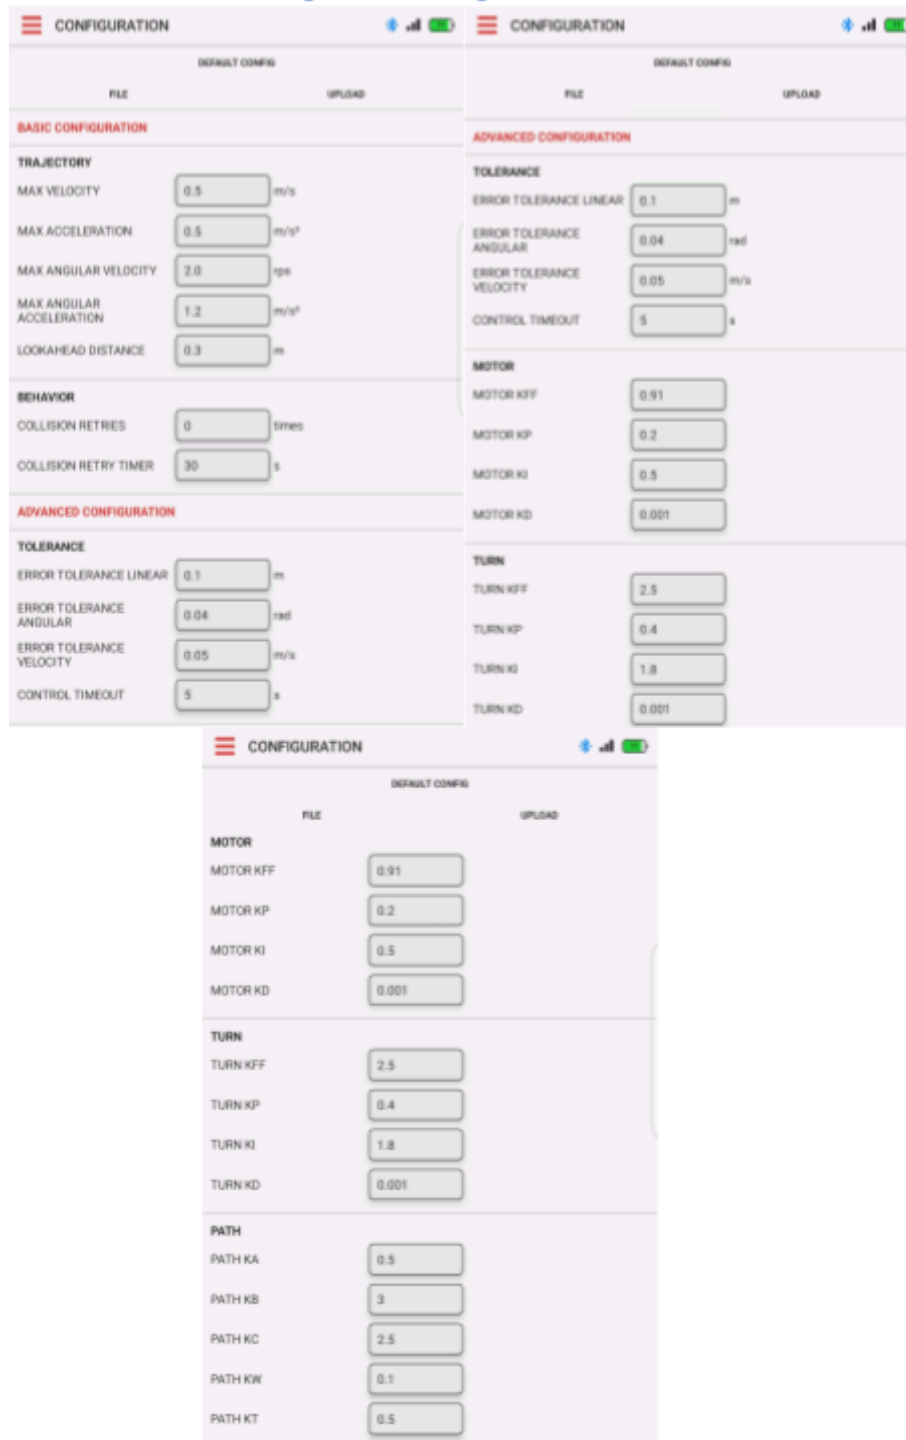 CONFIGURATION
DEFAULT CONFIG
FILE UPLOAD
BASIC CONFIGURATION
TRAJECTORY
MAX VELOCITY 0.5 m/s
MAX ACCELERATION 0.5 m/s²
MAX ANGULAR VELOCITY 2.0 rps
MAX ANGULAR
ACCELERATION 1.2 m/s²
LOOKAHEAD DISTANCE 0.3 m
BEHAVIOR
COLLISION RETRIES 0 times
COLLISION RETRY TIMER 30 s
ADVANCED CONFIGURATION
TOLERANCE
ERROR TOLERANCE LINEAR 0.1 m
ERROR TOLERANCE
ANGULAR 0.04 rad
ERROR TOLERANCE
VELOCITY 0.05 m/s
CONTROL TIMEOUT 5 s
CONFIGURATION
DEFAULT CONFIG
FILE UPLOAD
ADVANCED CONFIGURATION
TOLERANCE
ERROR TOLERANCE LINEAR 0.1 m
ERROR TOLERANCE
ANGULAR 0.04 rad
ERROR TOLERANCE
VELOCITY 0.05 m/s
CONTROL TIMEOUT 5 s
MOTOR
MOTOR KFF 0.91
MOTOR KP 0.2
MOTOR KI 0.5
MOTOR KD 0.001
TURN
TURN KFF 2.5
TURN KP 0.4
TURN KI 1.8
TURN KD 0.001
CONFIGURATION
DEFAULT CONFIG
FILE UPLOAD
MOTOR
MOTOR KFF 0.91
MOTOR KP 0.2
MOTOR KI 0.5
MOTOR KD 0.001
TURN
TURN KFF 2.5
TURN KP 0.4
TURN KI 1.8
TURN KD 0.001
PATH
PATH KA 0.5
PATH KB 3
PATH KC 2.5
PATH KW 0.1
PATH KT 0.5